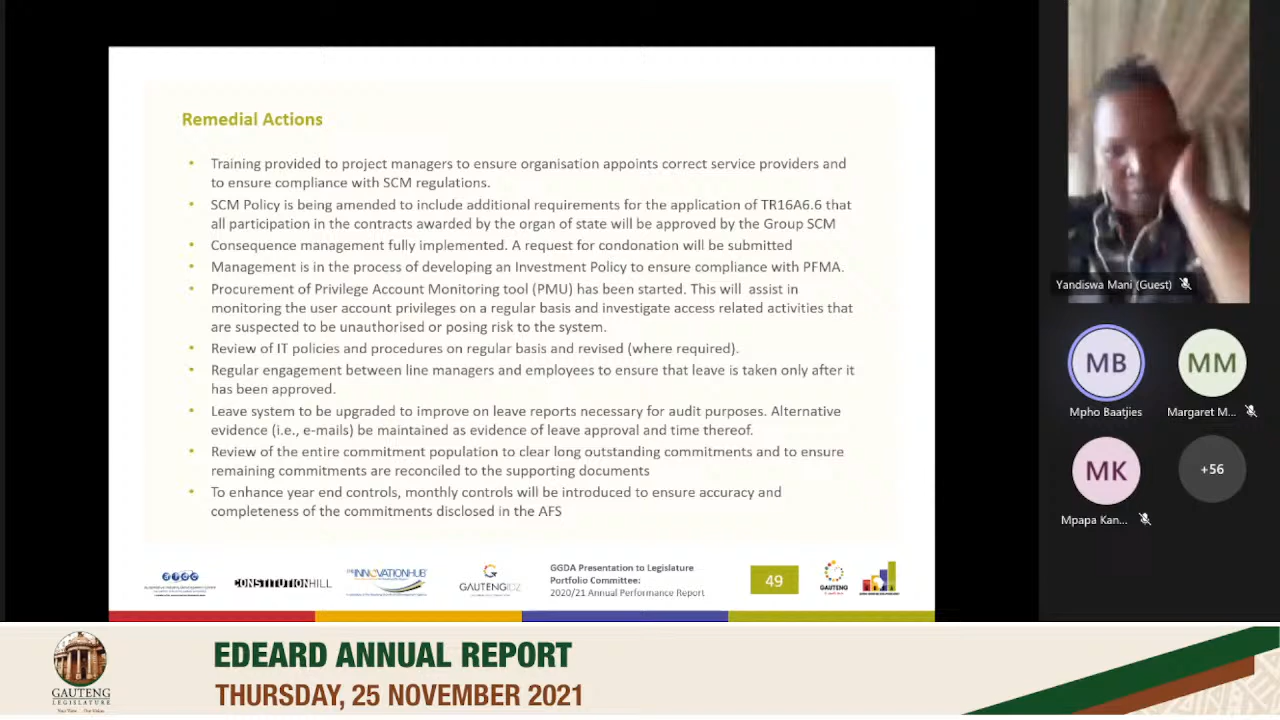 Remedial Actions
• Training provided to project managers to ensure organisation appoints correct service providers and
to ensure compliance with SCM regulations.
• SCM Policy is being amended to include additional requirements for the application of TR16A6.6 that
all participation in the contracts awarded by the organ of state will be approved by the Group SCM
• Consequence management fully implemented. A request for condonation will be submitted
• Management is in the process of developing an Investment Policy to ensure compliance with PFMA.
• Procurement of Privilege Account Monitoring tool (PMU) has been started. This will assist in
monitoring the user account privileges on a regular basis and investigate access related activities that
are suspected to be unauthorised or posing risk to the system.
• Review of IT policies and procedures on regular basis and revised (where required).
• Regular engagement between line managers and employees to ensure that leave is taken only after it
has been approved.
• Leave system to be upgraded to improve on leave reports necessary for audit purposes. Alternative
evidence (i.e., e-mails) be maintained as evidence of leave approval and time thereof.
• Review of the entire commitment population to clear long outstanding commitments and to ensure
remaining commitments are reconciled to the supporting documents
• To enhance year end controls, monthly controls will be introduced to ensure accuracy and
completeness of the commitments disclosed in the AFS
CONSTITUTIONHILL
THE INNOVATIONHUB
GAUTENGIDZ
GGDA Presentation to Legislature
Portfolio Committee:
2020/21 Annual Performance Report
49
GAUTENG
Yandiswa Mani (Guest)
MB
Mpho Baatjies
MM
Margaret M...
MK
Mpapa Kan...
+56
GAUTENG
LEGISLATURE
EDEARD ANNUAL REPORT
THURSDAY, 25 NOVEMBER 2021